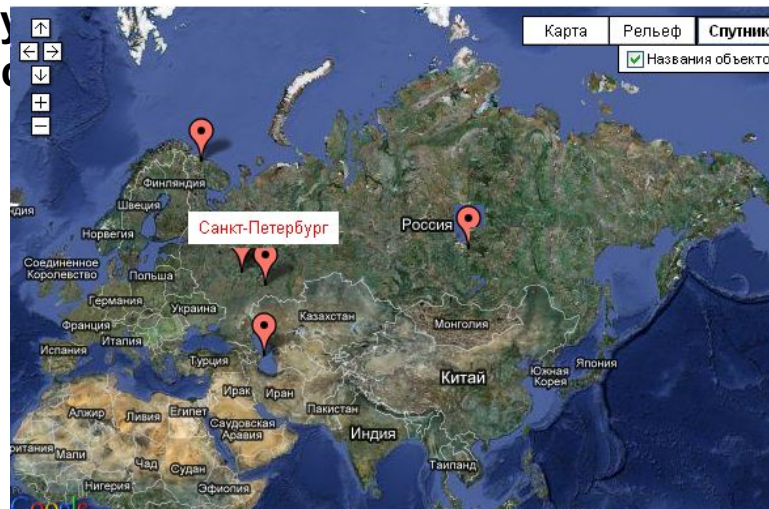 Карта Рельеф Спутник
Названия объекто
Финляндия
Швеция
Санкт-Петербург
Россия
Норвегия
Соединенное
Королевство
Польша
Германия
Украина
Казахстан
Монголия
Франция
Италия
Испания
Турция
Китай
Южная
Корея
Япония
Ирак
Иран
Пакистан
Алжир
Ливия
Египет
Саудовская
Аравия
Индия
Мали
Чад
Судан
Таиланд
Нигерия
Эфиопия
Google